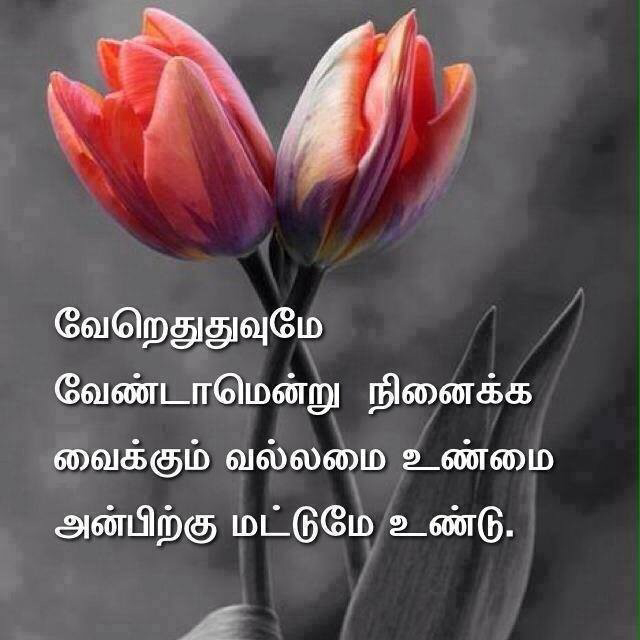 வேறெதுதுவுமே
வேண்டாமென்று நினைக்க
வைக்கும் வல்லமை உண்மை
அன்பிற்கு மட்டுமே உண்டு.